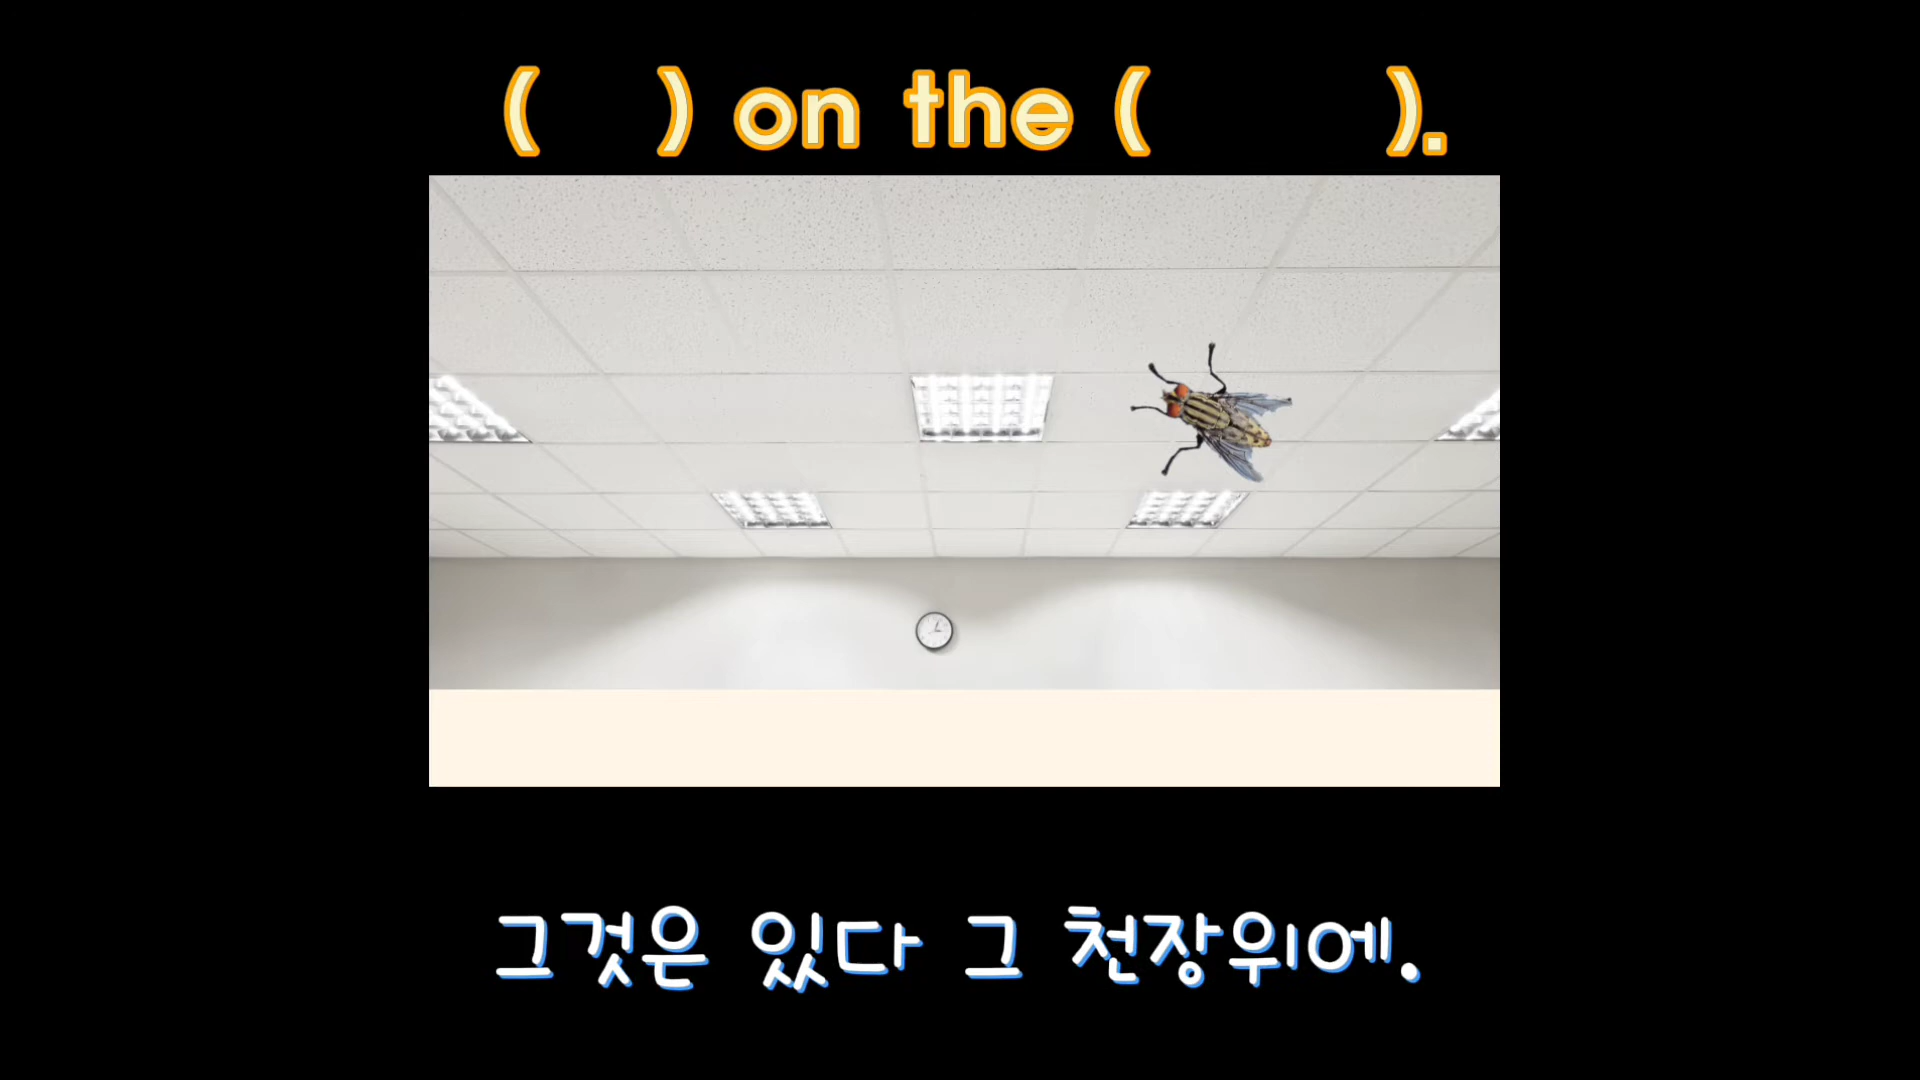 (    ) on the (        ).
그것은 있다 그 천장위에.